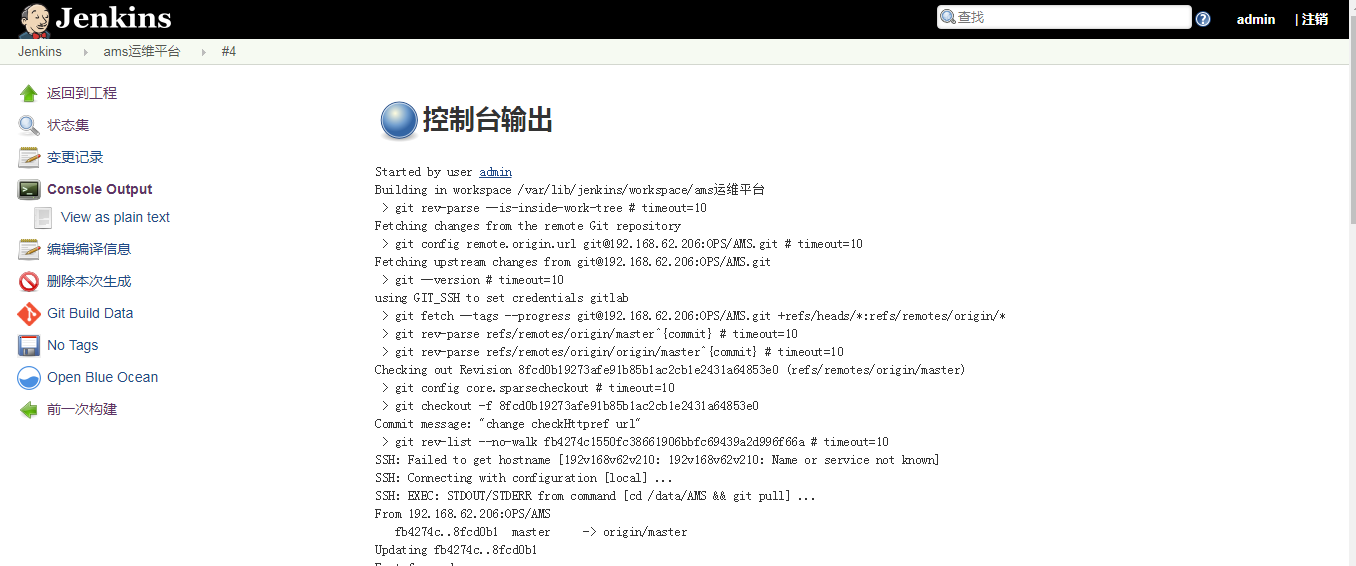 Jenkins
查找
admin
| 注销
Jenkins ams运维平台 #4
返回到工程
状态集
变更记录
Console Output
View as plain text
编辑编译信息
删除本次生成
Git Build Data
No Tags
Open Blue Ocean
前一次构建
控制台输出
Started by user admin
Building in workspace /var/lib/jenkins/workspace/ams运维平台
> git rev-parse --is-inside-work-tree # timeout=10
Fetching changes from the remote Git repository
> git config remote.origin.url git@192.168.62.206:OPS/AMS.git # timeout=10
Fetching upstream changes from git@192.168.62.206:OPS/AMS.git
> git --version # timeout=10
using GIT_SSH to set credentials gitlab
> git fetch --tags --progress git@192.168.62.206:OPS/AMS.git +refs/heads/*:refs/remotes/origin/*
> git rev-parse refs/remotes/origin/master^{commit} # timeout=10
> git rev-parse refs/remotes/origin/origin/master^{commit} # timeout=10
Checking out Revision 8fcd0b19273afe91b85b1ac2cb1e2431a64853e0 (refs/remotes/origin/master)
> git config core.sparsecheckout # timeout=10
> git checkout -f 8fcd0b19273afe91b85b1ac2cb1e2431a64853e0
Commit message: "change checkHttpref url"
> git rev-list --no-walk fb4274c1550fc38661906bbfc69439a2d996f66a # timeout=10
SSH: Failed to get hostname [192v168v62v210: 192v168v62v210: Name or service not known]
SSH: Connecting with configuration [local] ...
SSH: EXEC: STDOUT/STDERR from command [cd /data/AMS && git pull] ...
From 192.168.62.206:OPS/AMS
fb4274c..8fcd0b1 master -> origin/master
Updating fb4274c..8fcd0b1